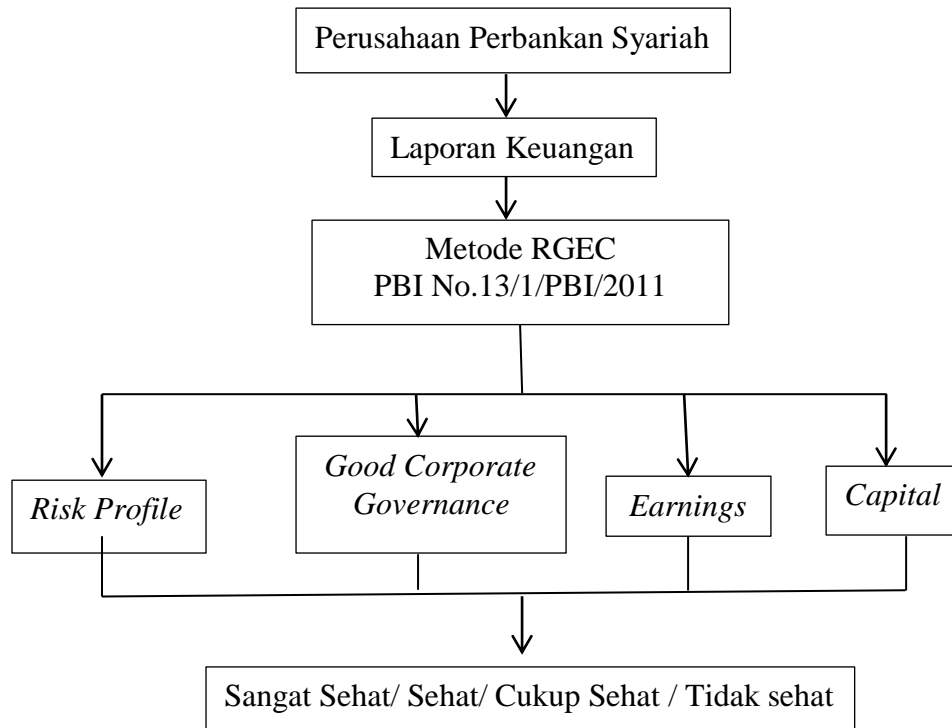 Perusahaan Perbankan Syariah
Laporan Keuangan
Metode RGEC
PBI No.13/1/PBI/2011
Risk Profile
Good Corporate
Governance
Earnings
Capital
Sangat Sehat/ Sehat/ Cukup Sehat / Tidak sehat